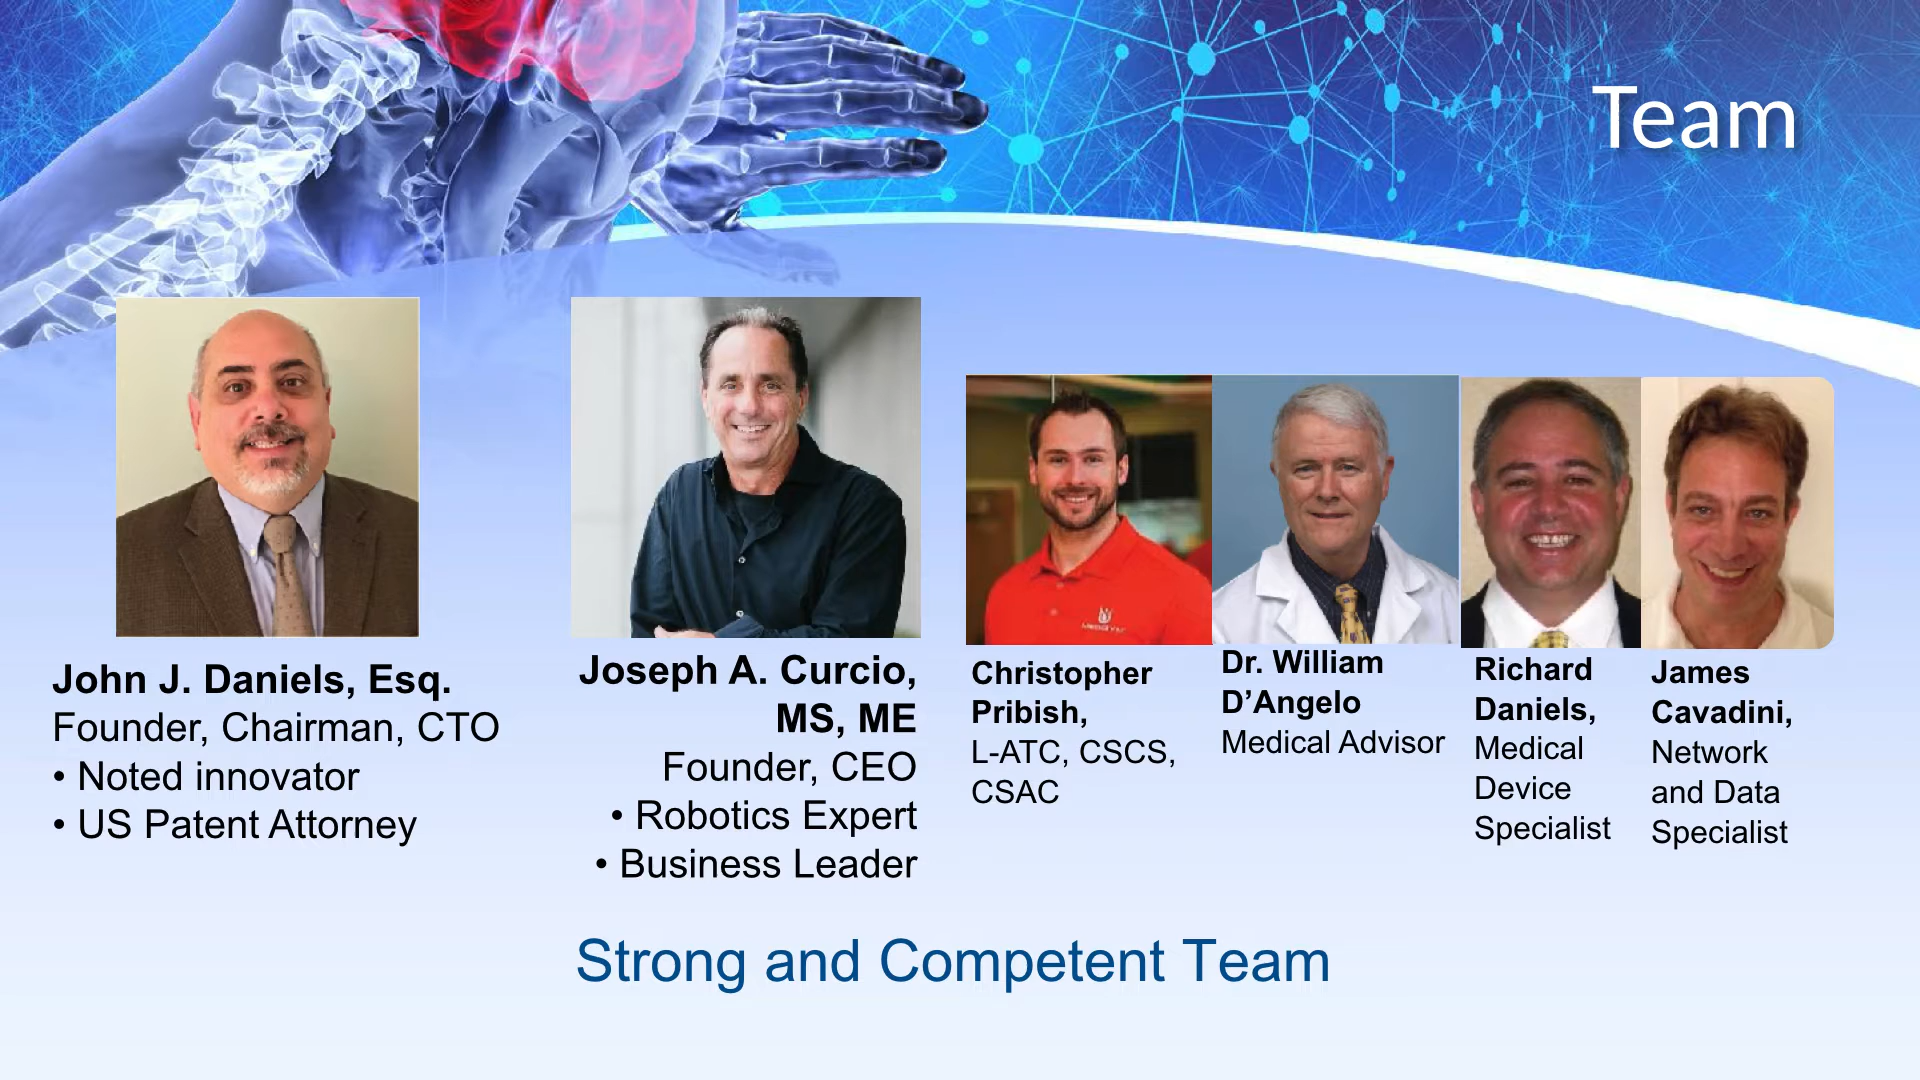 Team
John J. Daniels, Esq.
Founder, Chairman, CTO
• Noted innovator
• US Patent Attorney
Joseph A. Curcio,
MS, ME
Founder, CEO
• Robotics Expert
• Business Leader
Christopher
Pribish,
L-ATC, CSCS,
CSAC
Dr. William
D’Angelo
Medical Advisor
Richard
Daniels,
Medical
Device
Specialist
James
Cavadini,
Network
and Data
Specialist
Strong and Competent Team